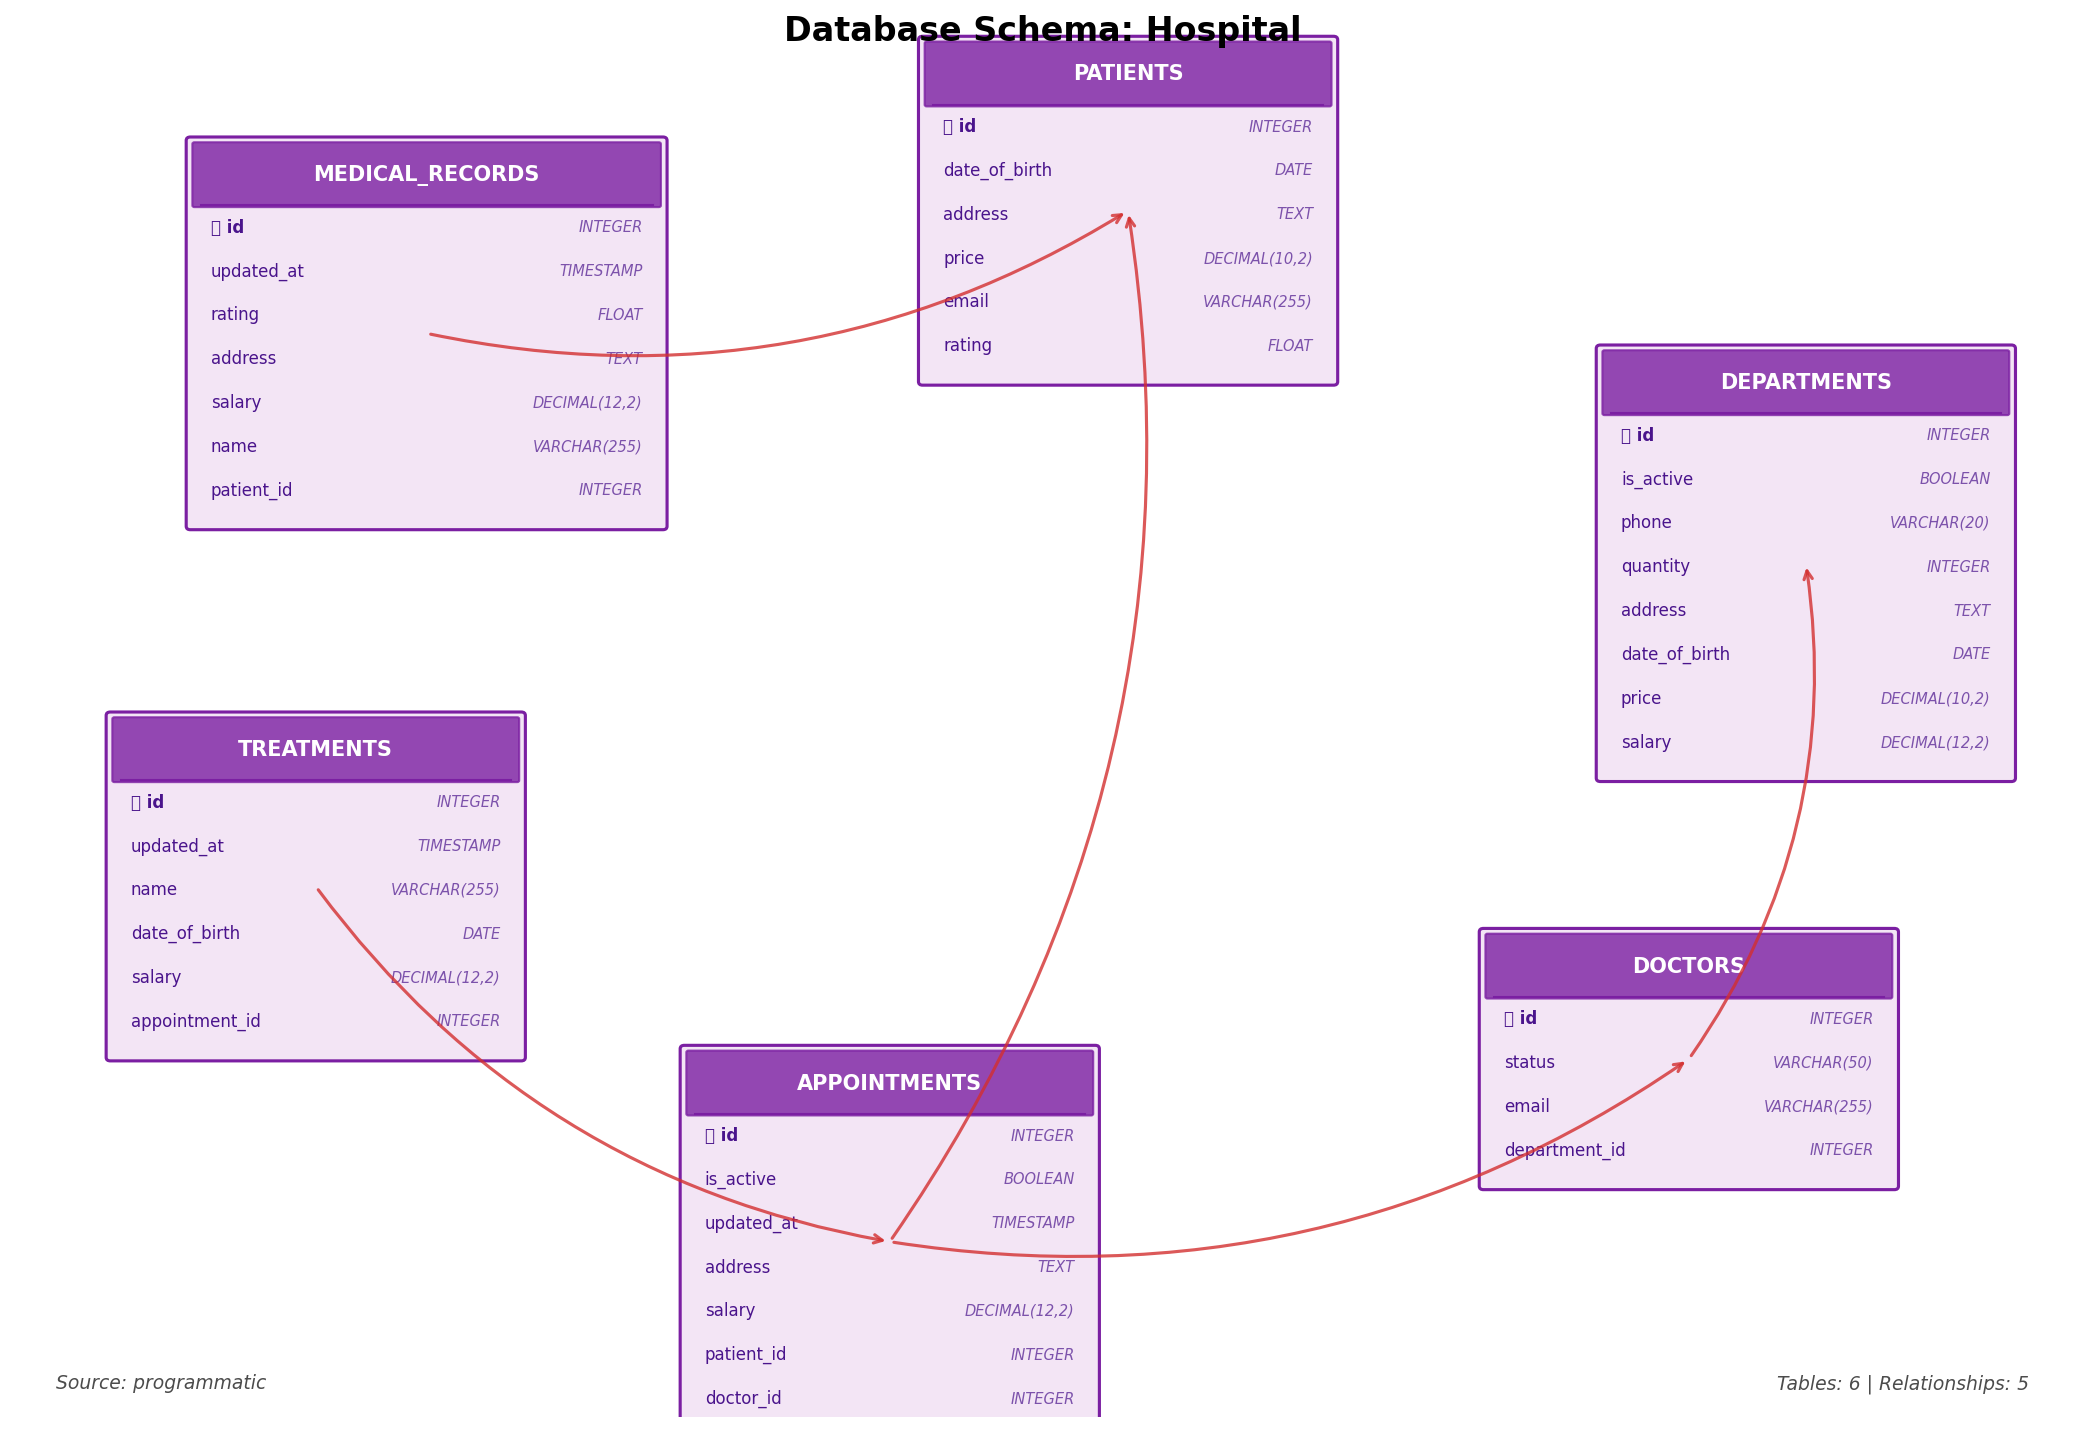 Database Schema: Hospital
PATIENTS
id INTEGER
date_of_birth DATE
address TEXT
price DECIMAL(10,2)
email VARCHAR(255)
rating FLOAT
MEDICAL_RECORDS
id INTEGER
updated_at TIMESTAMP
rating FLOAT
address TEXT
salary DECIMAL(12,2)
name VARCHAR(255)
patient_id INTEGER
DEPARTMENTS
id INTEGER
is_active BOOLEAN
phone VARCHAR(20)
quantity INTEGER
address TEXT
date_of_birth DATE
price DECIMAL(10,2)
salary DECIMAL(12,2)
TREATMENTS
id INTEGER
updated_at TIMESTAMP
name VARCHAR(255)
date_of_birth DATE
salary DECIMAL(12,2)
appointment_id INTEGER
DOCTORS
id INTEGER
status VARCHAR(50)
email VARCHAR(255)
department_id INTEGER
APPOINTMENTS
id INTEGER
is_active BOOLEAN
updated_at TIMESTAMP
address TEXT
salary DECIMAL(12,2)
patient_id INTEGER
doctor_id INTEGER
Source: programmatic
Tables: 6 | Relationships: 5